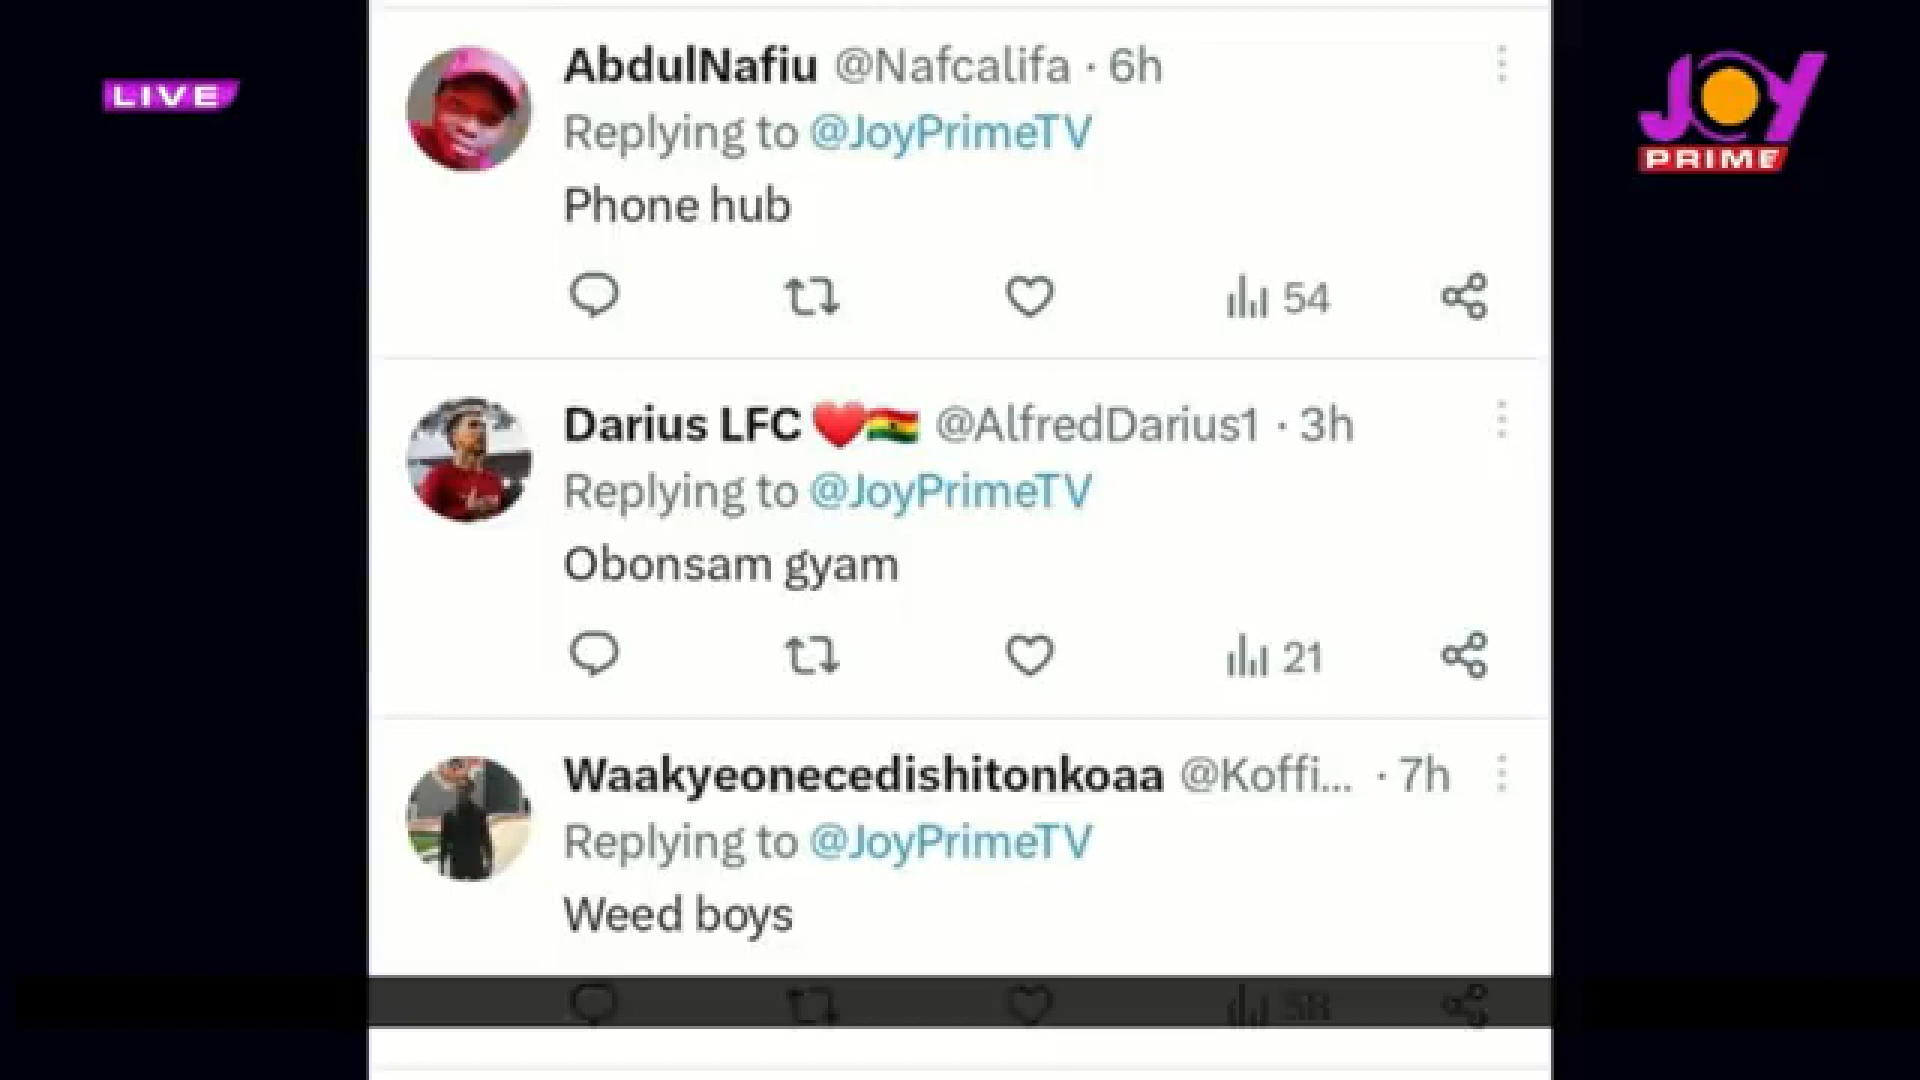 LIVE
JOY
PRIME
AbdulNafiu @Nafcalifa · 6h
Replying to @JoyPrimeTV
Phone hub
54
Darius LFC ❤️🇬🇭 @AlfredDarius1 · 3h
Replying to @JoyPrimeTV
Obonsam gyam
21
Waakyeonecedishitonkoaa @Koffi... · 7h
Replying to @JoyPrimeTV
Weed boys